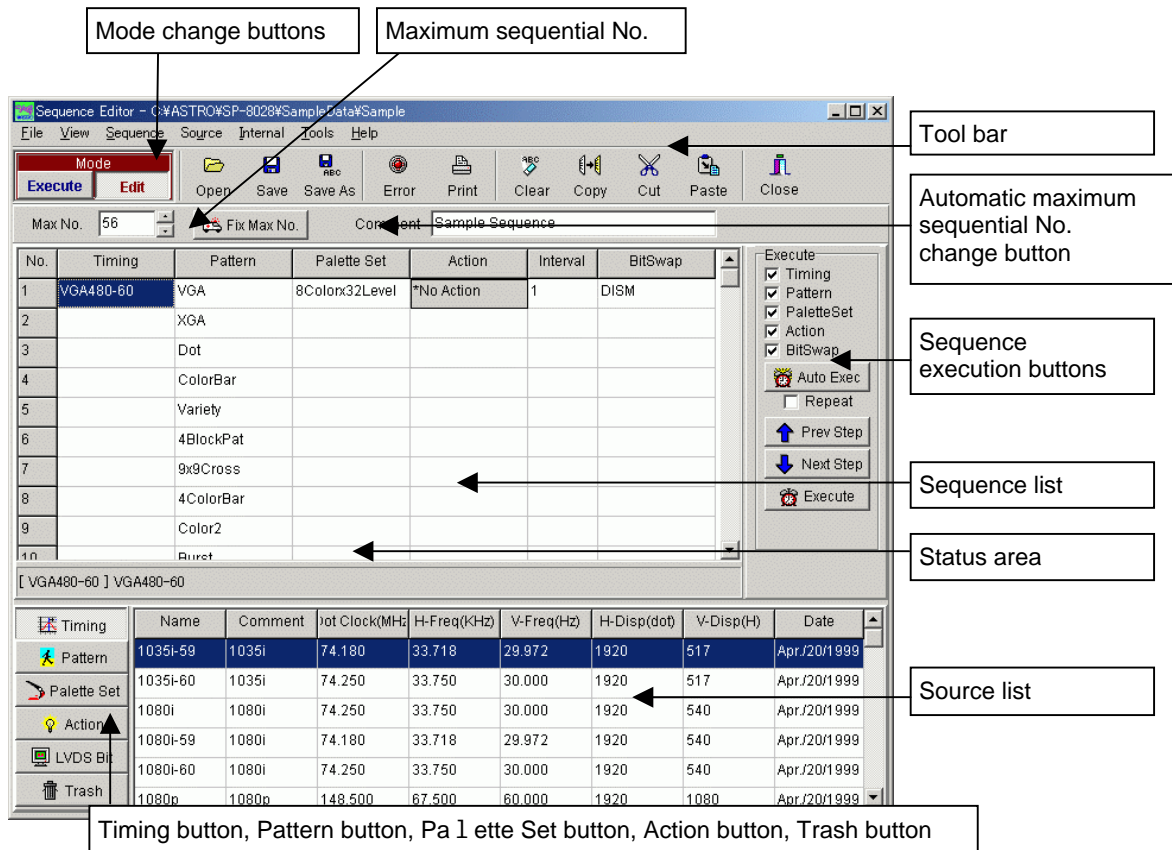 Mode change buttons
Maximum sequential No.
Sequence Editor - C:¥ASTRO¥SP-8028¥SampleData¥Sample
File View Sequence Source Internal Tools Help
Tool bar
Mode
Execute Edit
Open Save Save As Error Print Clear Copy Cut Paste Close
Automatic maximum
sequential No.
change button
Max No. 56 Fix Max No. Comment Sample Sequence
No. Timing Pattern Palette Set Action Interval BitSwap
1 VGA480-60 VGA 8Colorx32Level *No Action 1 DISM
2 XGA
3 Dot
4 ColorBar
5 Variety
6 4BlockPat
7 9x9Cross
8 4ColorBar
9 Color2
10 Burst
Execute
Timing
Pattern
PaletteSet
Action
BitSwap
Auto Exec
Repeat
Prev Step
Next Step
Execute
Sequence
execution buttons
Sequence list
Status area
[ VGA480-60 ] VGA480-60
Timing
Pattern
Palette Set
Action
LVDS Bit
Trash
Name Comment Dot Clock(MHz H-Freq(KHz) V-Freq(Hz) H-Disp(dot) V-Disp(H) Date
1035i-59 1035i 74.180 33.718 29.972 1920 517 Apr./20/1999
1035i-60 1035i 74.250 33.750 30.000 1920 517 Apr./20/1999
1080i 1080i 74.250 33.750 30.000 1920 540 Apr./20/1999
1080i-59 1080i 74.180 33.718 29.972 1920 540 Apr./20/1999
1080i-60 1080i 74.250 33.750 30.000 1920 540 Apr./20/1999
1080p 1080p 148.500 67.500 60.000 1920 1080 Apr./20/1999
Source list
Timing button, Pattern button, Palette Set button, Action button, Trash button